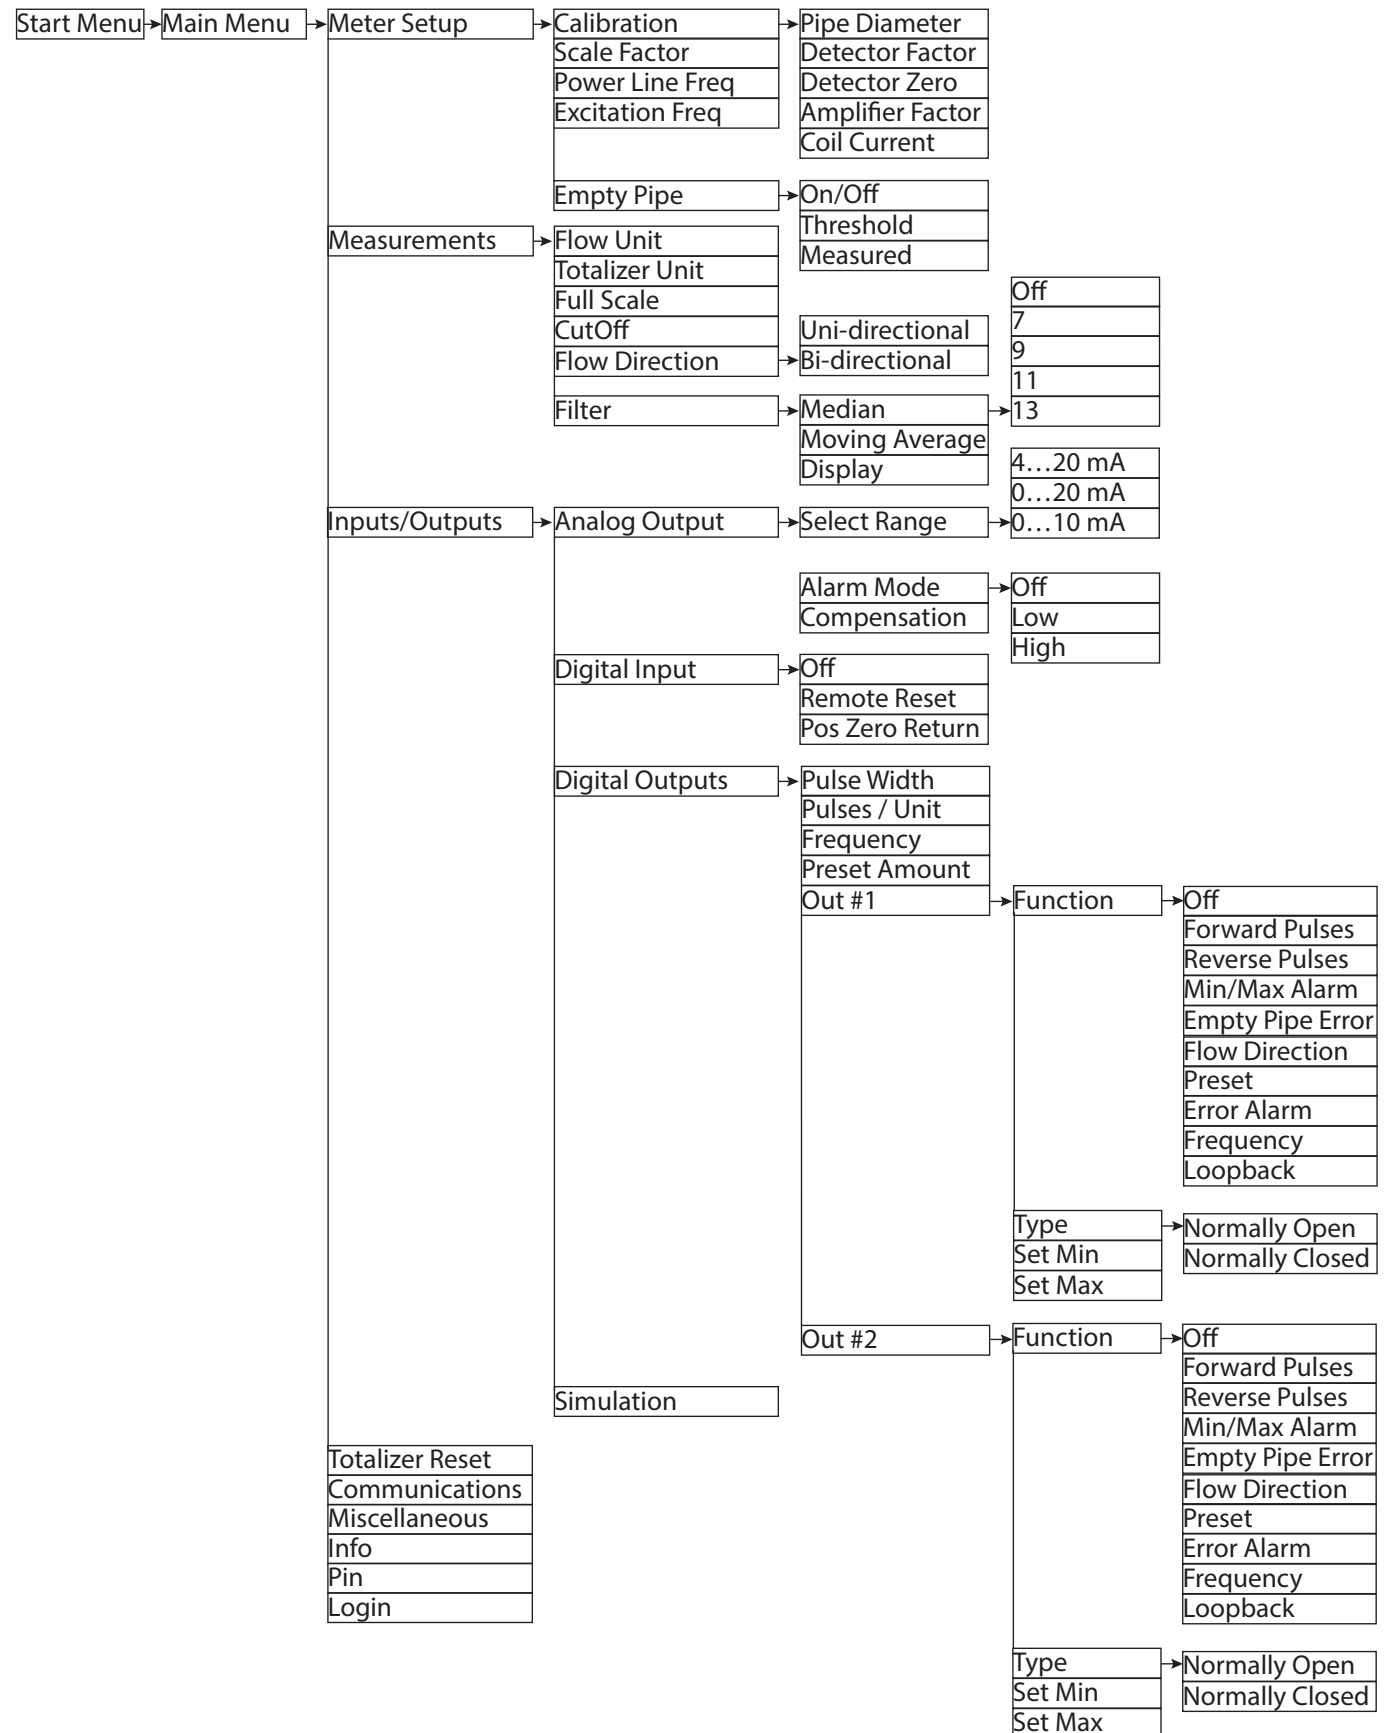 Start Menu
Main Menu
Meter Setup
Calibration
Pipe Diameter
Detector Factor
Detector Zero
Amplifier Factor
Coil Current
Scale Factor
Power Line Freq
Excitation Freq
Empty Pipe
On/Off
Threshold
Measured
Measurements
Flow Unit
Totalizer Unit
Full Scale
CutOff
Flow Direction
Uni-directional
Bi-directional
Filter
Median
Off
7
9
11
13
Moving Average
Display
Inputs/Outputs
Analog Output
Select Range
4…20 mA
0…20 mA
0…10 mA
Alarm Mode
Off
Low
High
Compensation
Digital Input
Off
Remote Reset
Pos Zero Return
Digital Outputs
Pulse Width
Pulses / Unit
Frequency
Preset Amount
Out #1
Function
Off
Forward Pulses
Reverse Pulses
Min/Max Alarm
Empty Pipe Error
Flow Direction
Preset
Error Alarm
Frequency
Loopback
Type
Normally Open
Normally Closed
Set Min
Set Max
Out #2
Function
Off
Forward Pulses
Reverse Pulses
Min/Max Alarm
Empty Pipe Error
Flow Direction
Preset
Error Alarm
Frequency
Loopback
Type
Normally Open
Normally Closed
Set Min
Set Max
Simulation
Totalizer Reset
Communications
Miscellaneous
Info
Pin
Login